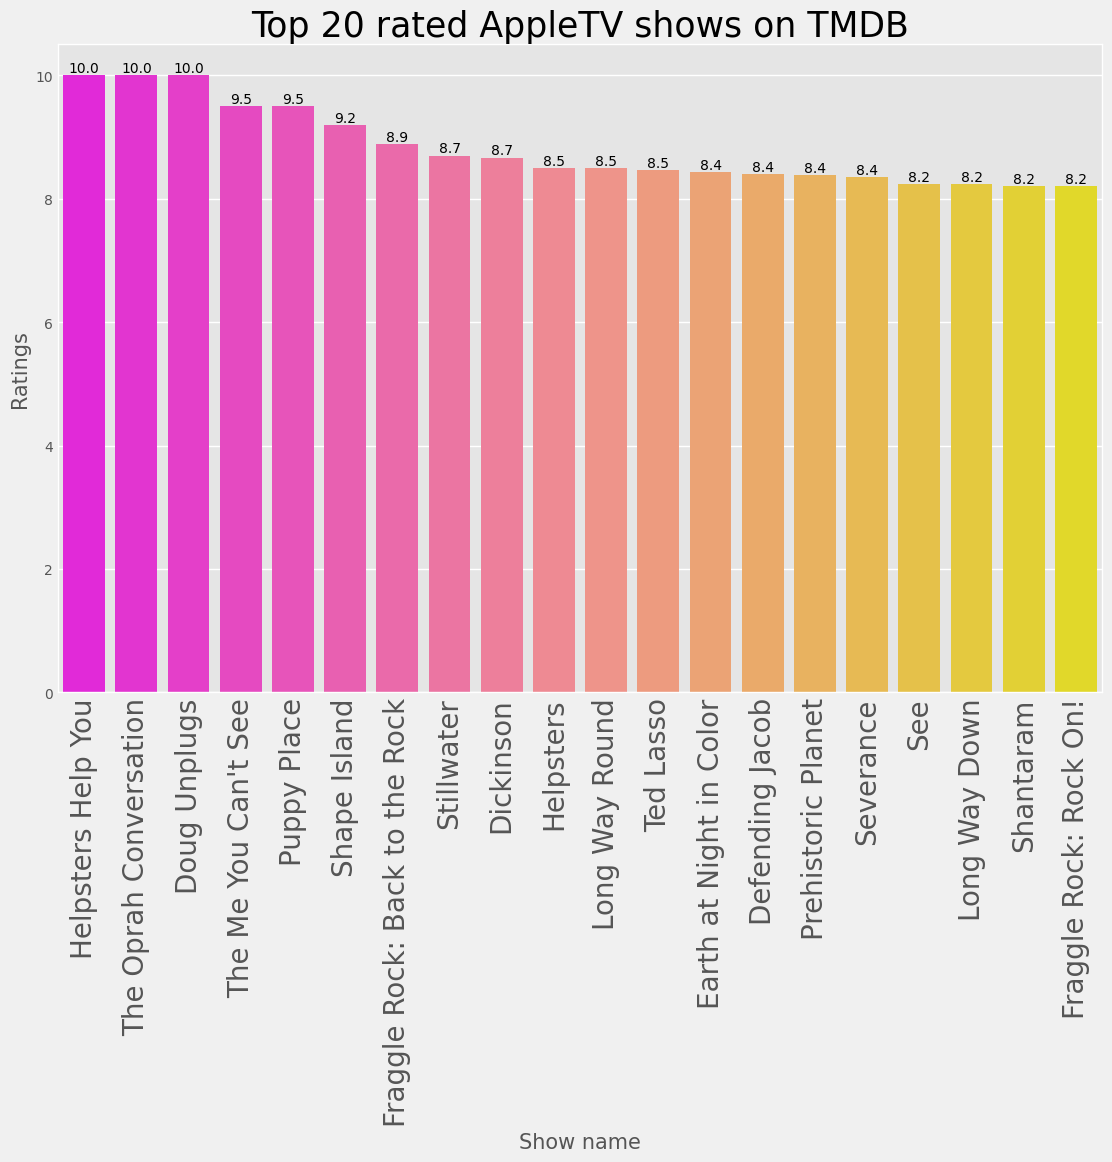 Top 20 rated AppleTV shows on TMDB
10.0 10.0 10.0 9.5 9.5 9.2 8.9 8.7 8.7 8.5 8.5 8.5 8.4 8.4 8.4 8.4 8.2 8.2 8.2 8.2
10
8
6
4
2
0
Ratings
Helpsters Help You
The Oprah Conversation
Doug Unplugs
The Me You Can't See
Puppy Place
Shape Island
Fraggle Rock: Back to the Rock
Stillwater
Dickinson
Helpsters
Long Way Round
Ted Lasso
Earth at Night in Color
Defending Jacob
Prehistoric Planet
Severance
See
Long Way Down
Shantaram
Fraggle Rock: Rock On!
Show name